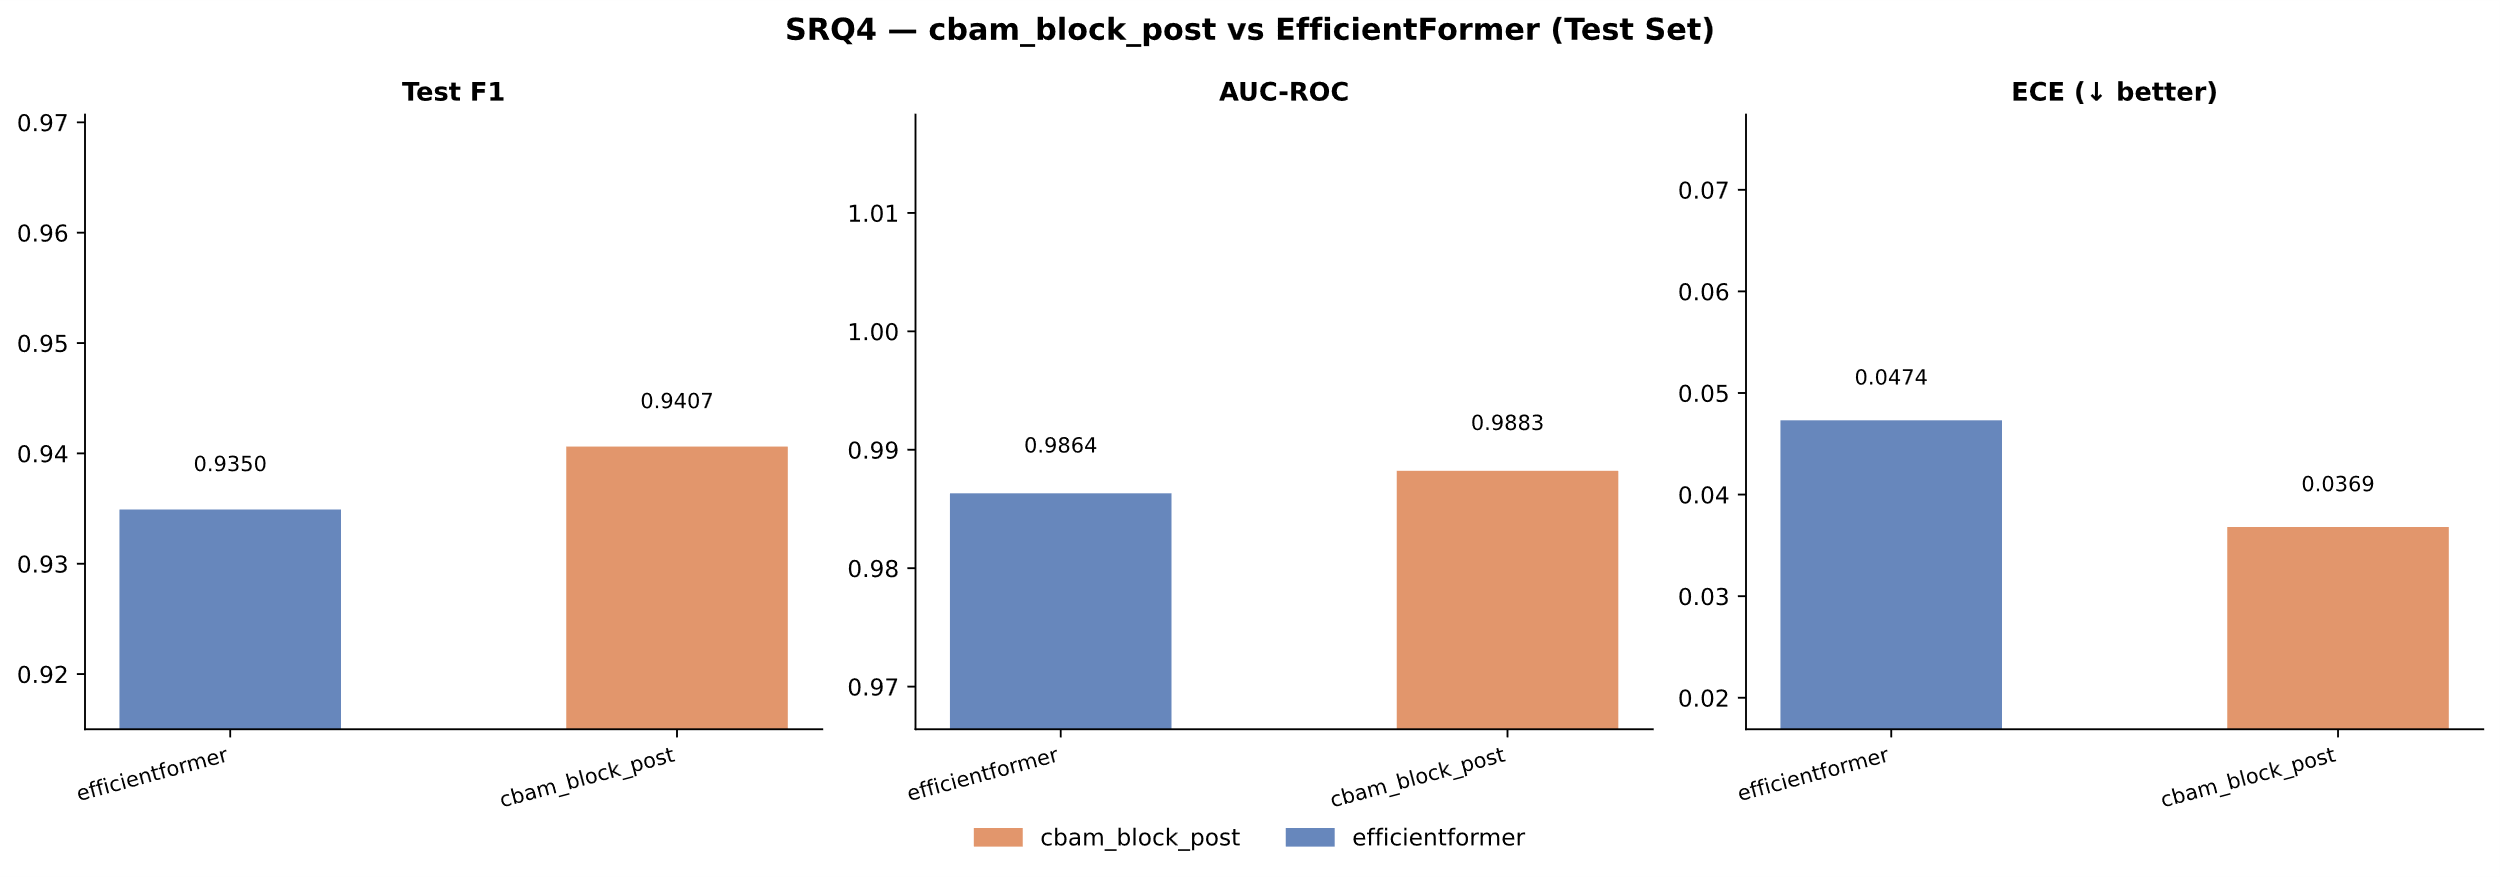 SRQ4 — cbam_block_post vs EfficientFormer (Test Set)
Test F1
0.97
0.96
0.95
0.94
0.93
0.92
0.9350
0.9407
efficientformer
cbam_block_post
AUC-ROC
1.01
1.00
0.99
0.98
0.97
0.9864
0.9883
efficientformer
cbam_block_post
ECE (↓ better)
0.07
0.06
0.05
0.04
0.03
0.02
0.0474
0.0369
efficientformer
cbam_block_post
cbam_block_post
efficientformer